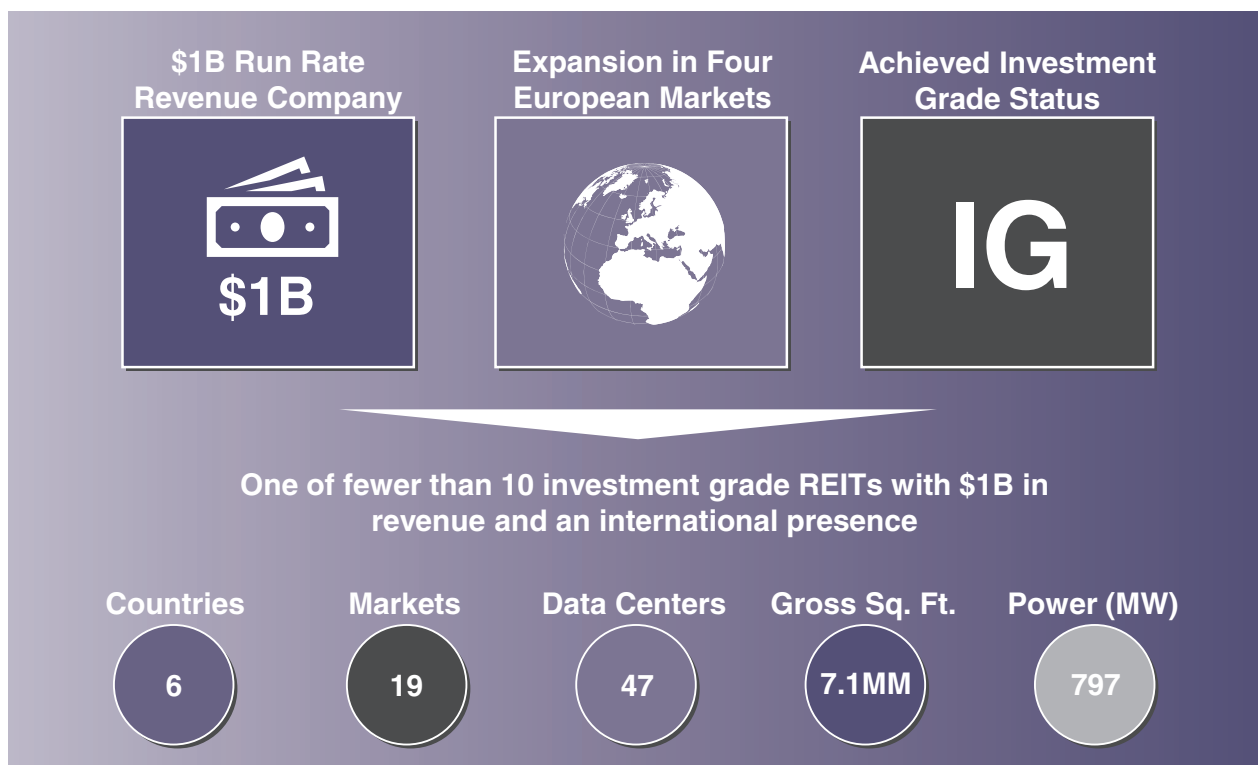 $1B Run Rate
Revenue Company
Expansion in Four
European Markets
Achieved Investment
Grade Status
$1B
IG
One of fewer than 10 investment grade REITs with $1B in
revenue and an international presence
Countries
6
Markets
19
Data Centers
47
Gross Sq. Ft.
7.1MM
Power (MW)
797